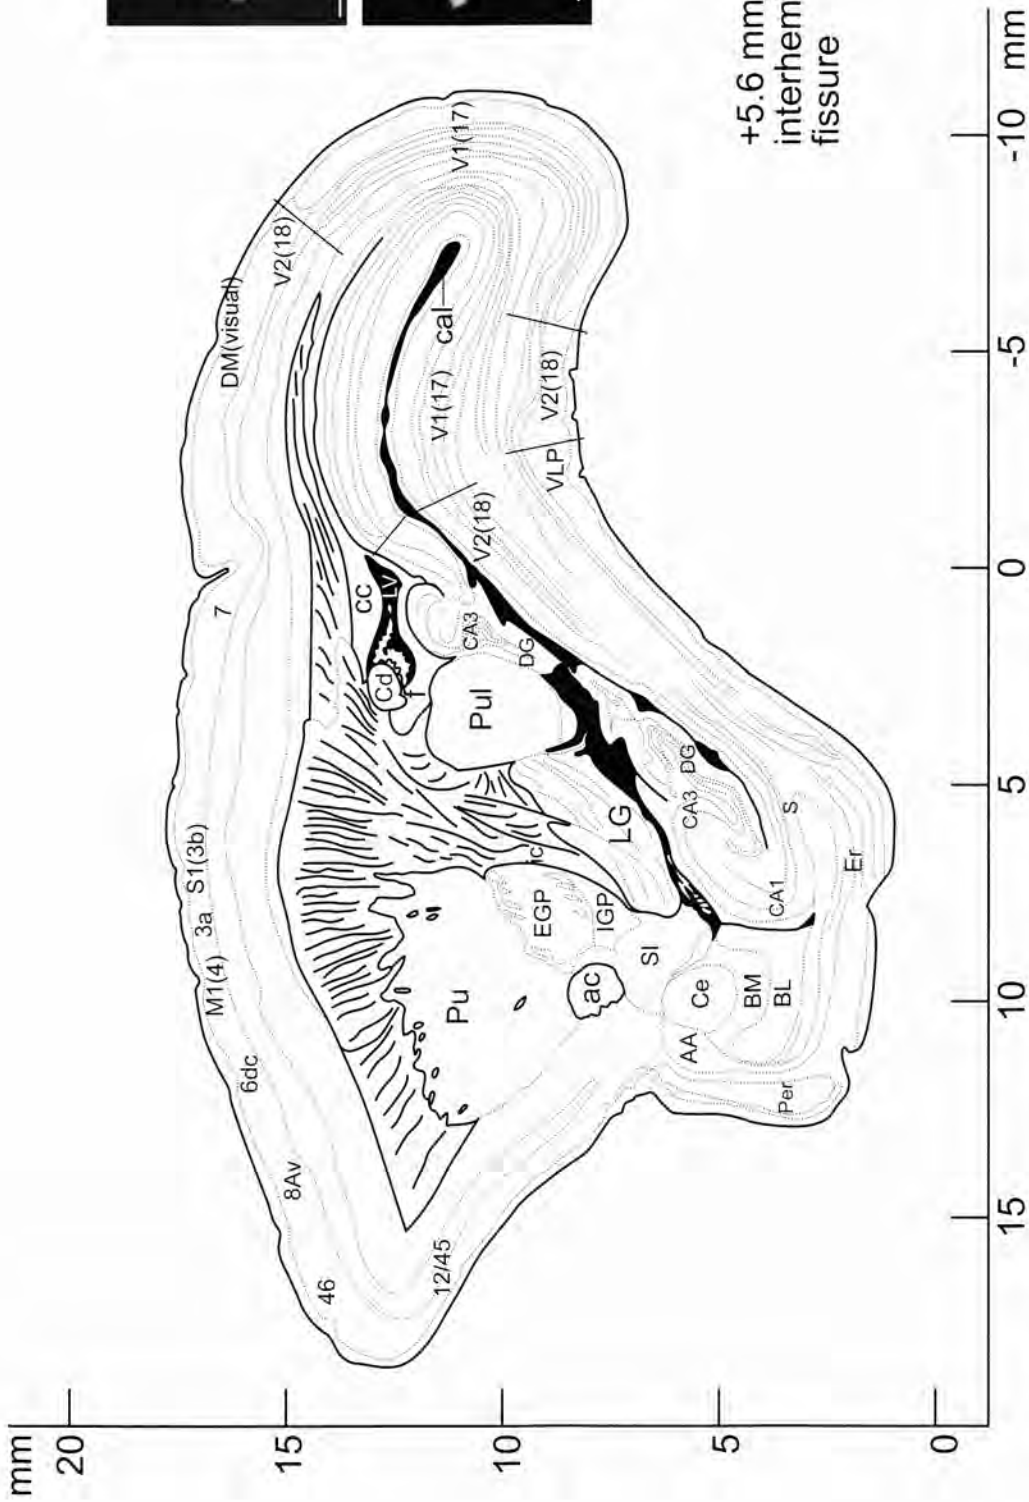 mm
20
15
10
5
0
15
10
5
0
-5
-10
mm
+5.6 mm
interhem
fissure
46
8Av
6dc
M1(4)
3a
S1(3b)
7
DM(visual)
V2(18)
V1(17)
12/45
Pu
EGP
IGP
ic
ac
SI
AA
Ce
BM
BL
Per
LG
Pul
Cd
f
CC
LV
CA3
DG
V2(18)
V1(17)
cal
VLP
V2(18)
CA3
DG
S
CA1
Er